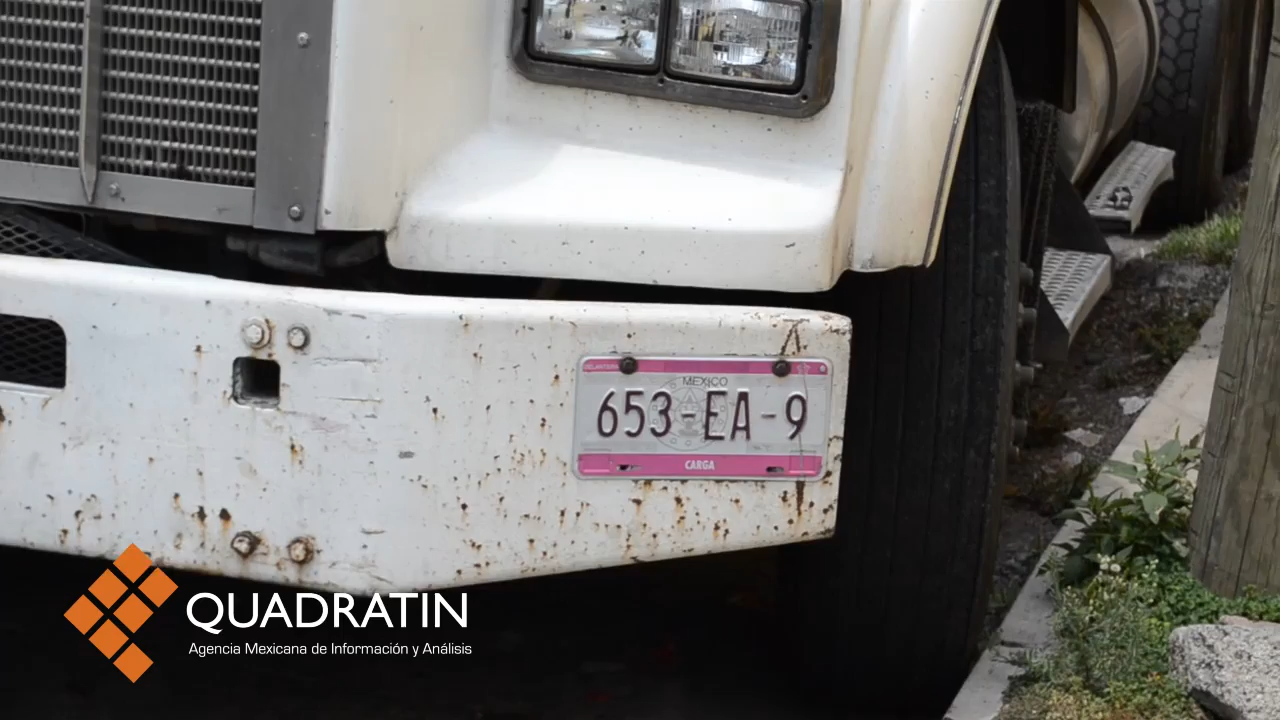 MEXICO
653-EA-9
CARGA
QUADRATIN
Agencia Mexicana de Información y Análisis